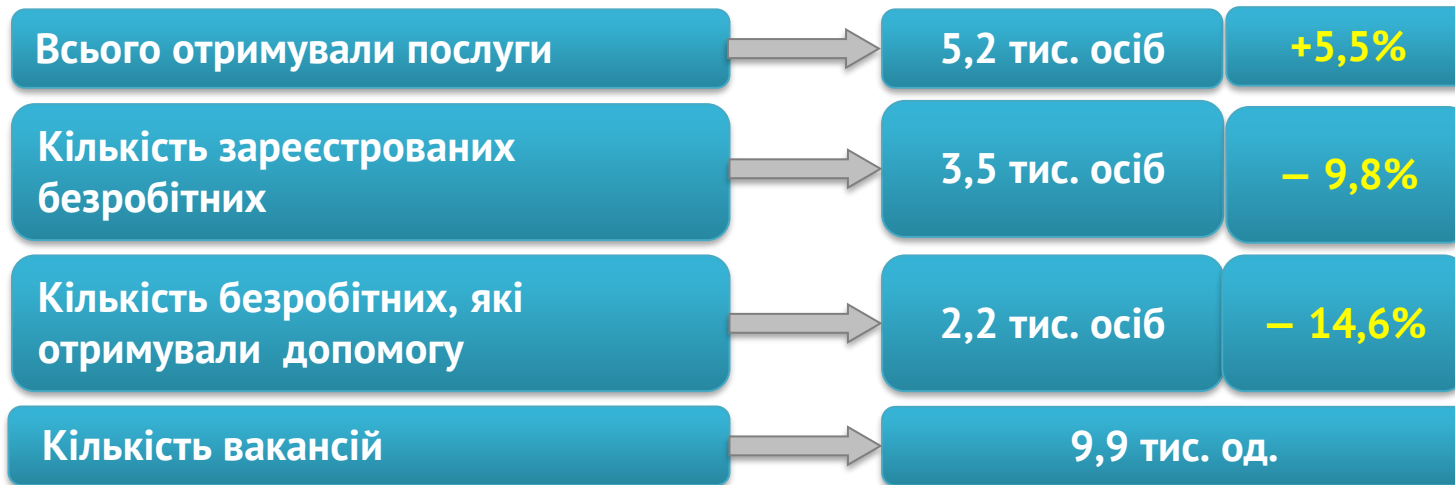 Всього отримували послуги 5,2 тис. осіб +5,5%
Кількість зареєстрованих
безробітних
3,5 тис. осіб – 9,8%
Кількість безробітних, які
отримували допомогу
2,2 тис. осіб – 14,6%
Кількість вакансій 9,9 тис. од.